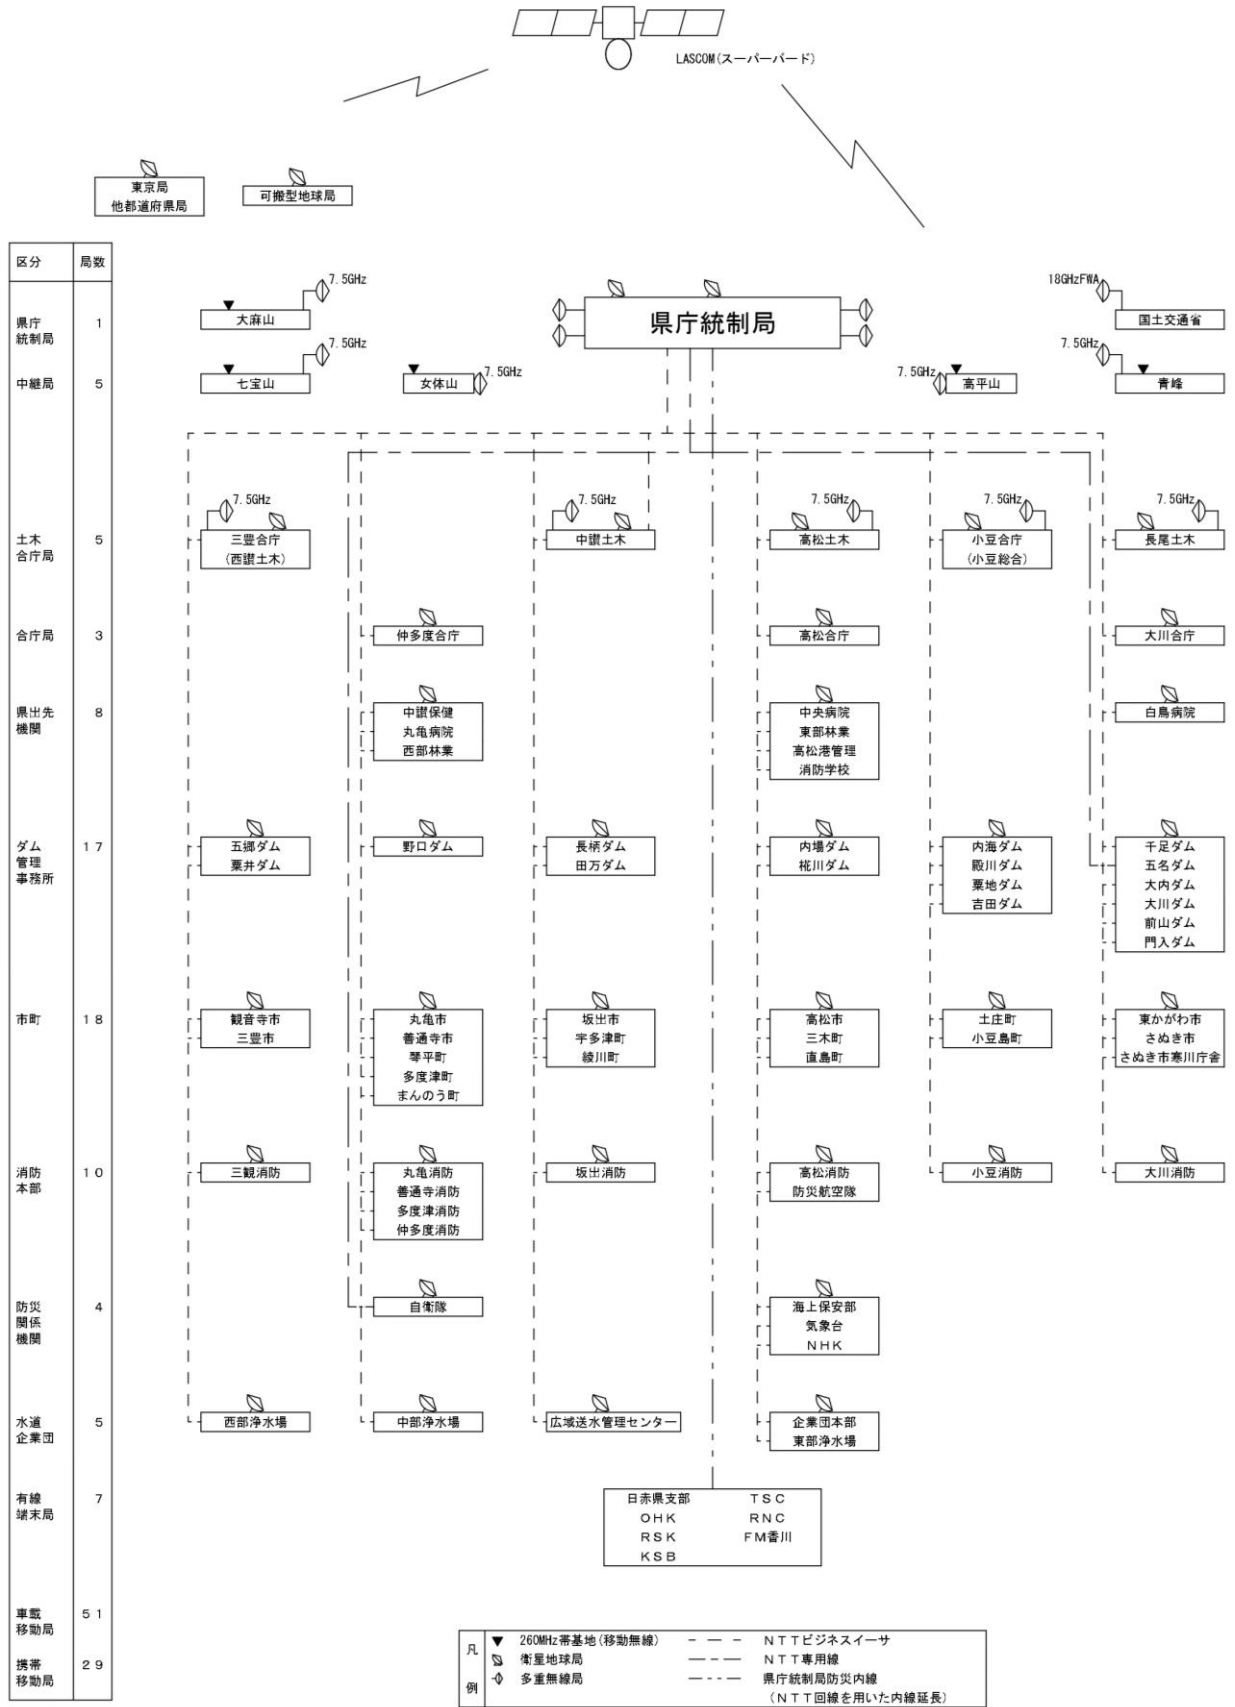 LASCOM(スーパーバード)
東京局
他都道府県局
可搬型地球局
区分 局数
県庁
統制局 1
7.5GHz
大麻山
県庁統制局
18GHzFWA
国土交通省
中継局 5
7.5GHz
七宝山
女体山
7.5GHz
7.5GHz
高平山
7.5GHz
青峰
土木
合庁局 5
7.5GHz
三豊合庁
(西讃土木)
7.5GHz
中讃土木
7.5GHz
高松土木
7.5GHz
小豆合庁
(小豆総合)
7.5GHz
長尾土木
合庁局 3
仲多度合庁
高松合庁
大川合庁
県出先
機関 8
中讃保健
丸亀病院
西部林業
中央病院
東部林業
高松港管理
消防学校
白鳥病院
ダム
管理
事務所 17
五郷ダム
粟井ダム
野口ダム
長柄ダム
田万ダム
内場ダム
椛川ダム
内海ダム
殿川ダム
粟地ダム
吉田ダム
千足ダム
五名ダム
大内ダム
大川ダム
前山ダム
門入ダム
市町 18
観音寺市
三豊市
丸亀市
善通寺市
琴平町
多度津町
まんのう町
坂出市
宇多津町
綾川町
高松市
三木町
直島町
土庄町
小豆島町
東かがわ市
さぬき市
さぬき市寒川庁舎
消防
本部 10
三観消防
丸亀消防
善通寺消防
多度津消防
仲多度消防
坂出消防
高松消防
防災航空隊
小豆消防
大川消防
防災
関係
機関 4
自衛隊
海上保安部
気象台
NHK
水道
企業団 5
西部浄水場
中部浄水場
広域送水管理センター
企業団本部
東部浄水場
有線
端末局 7
日赤県支部 TSC
OHK RNC
RSK FM香川
KSB
車載
移動局 51
携帯
移動局 29
凡例
260MHz帯基地(移動無線)
衛星地球局
多重無線局
NTTビジネスイーサ
NTT専用線
県庁統制局防災内線
(NTT回線を用いた内線延長)